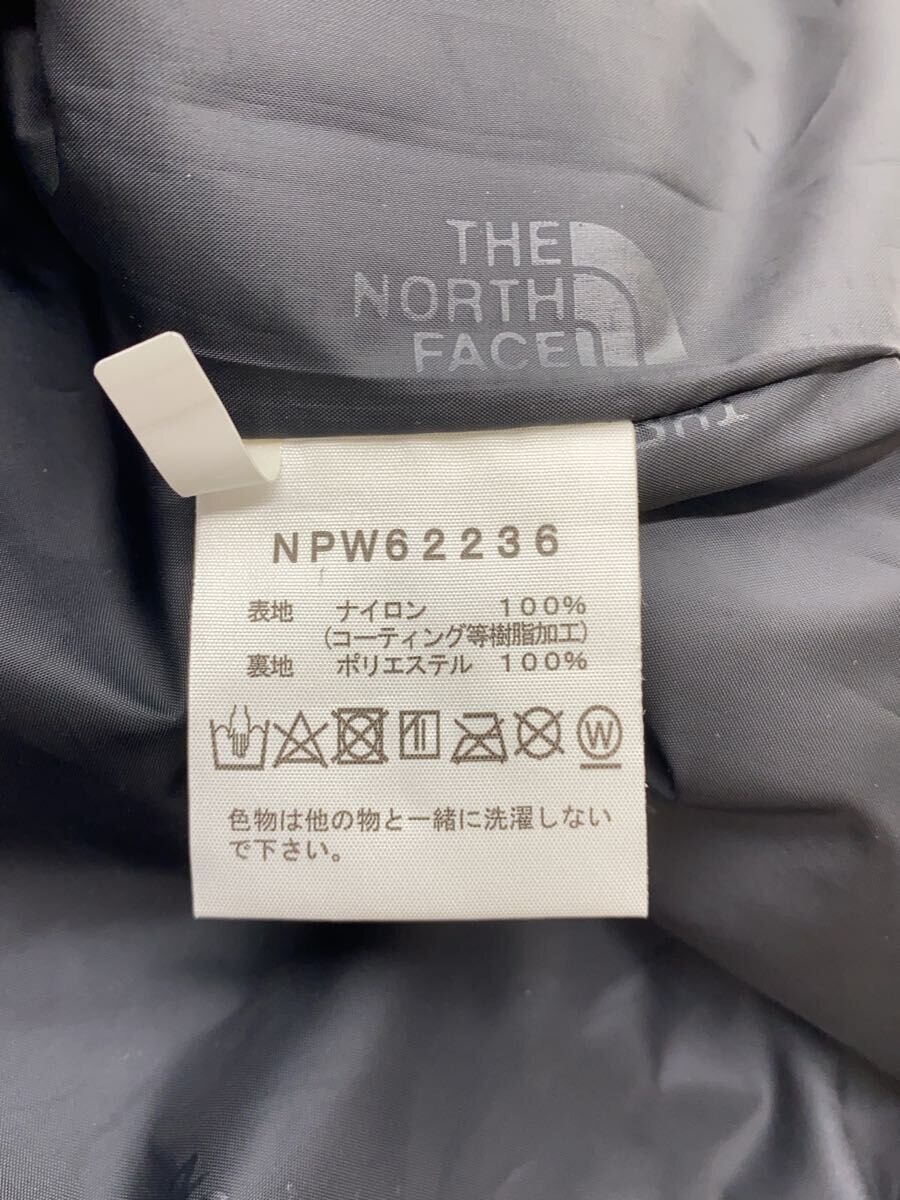 THE
NORTH
FACE
NPW62236
表地 ナイロン 100%
(コーティング等樹脂加工)
裏地 ポリエステル 100%
W
色物は他の物と一緒に洗濯しない
で下さい。